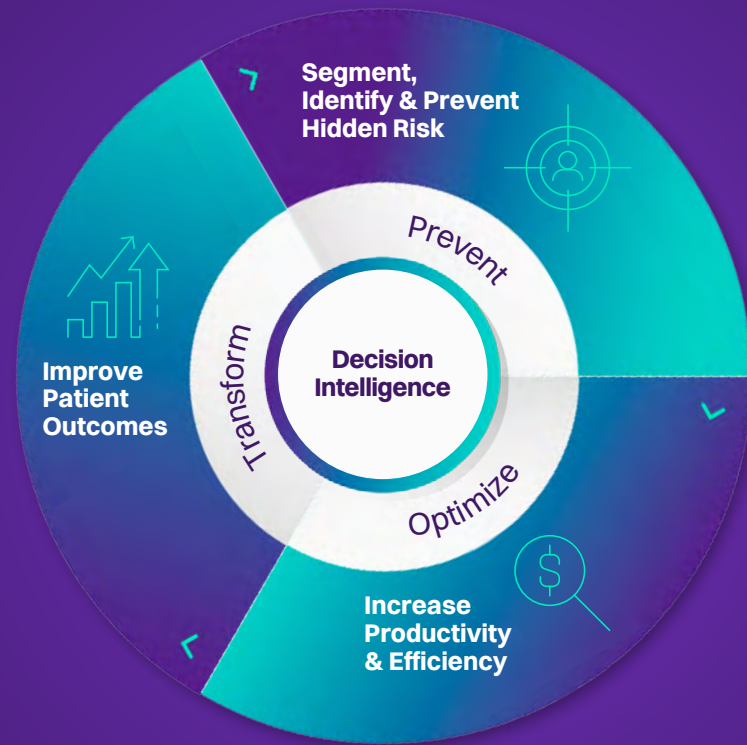 Segment,
Identify & Prevent
Hidden Risk
Prevent
Decision
Intelligence
Transform
Improve
Patient
Outcomes
Optimize
$
Increase
Productivity
& Efficiency